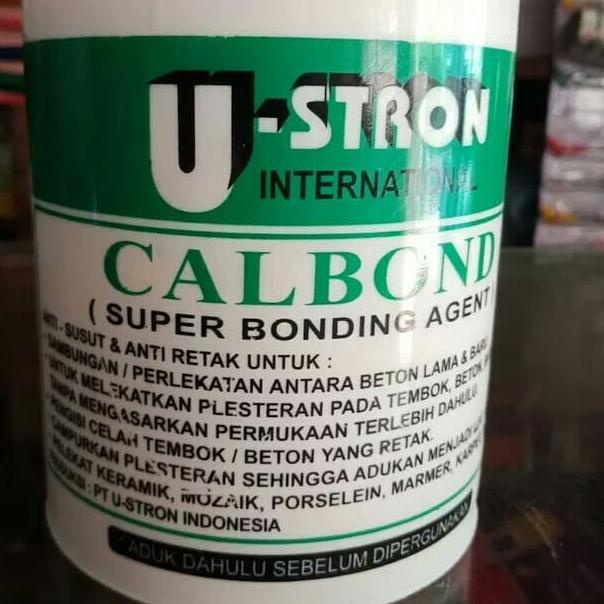 U-STRON
INTERNATIONAL
CALBOND
( SUPER BONDING AGENT
ANTI - SUSUT & ANTI RETAK UNTUK :
- SAMBUNGAN / PERLEKATAN ANTARA BETON LAMA & BARU
- UNTUK MELEKATKAN PLESTERAN PADA TEMBOK, BETON,
TANPA MENGASARKAN PERMUKAAN TERLEBIH DAHULU.
- PENGISI CELAH TEMBOK / BETON YANG RETAK.
- CAMPURKAN PLESTERAN SEHINGGA ADUKAN MENJADI
- PELEKAT KERAMIK, MOZAIK, PORSELEIN, MARMER, KARPET
PRODUKSI : PT U-STRON INDONESIA
ADUK DAHULU SEBELUM DIPERGUNAKAN